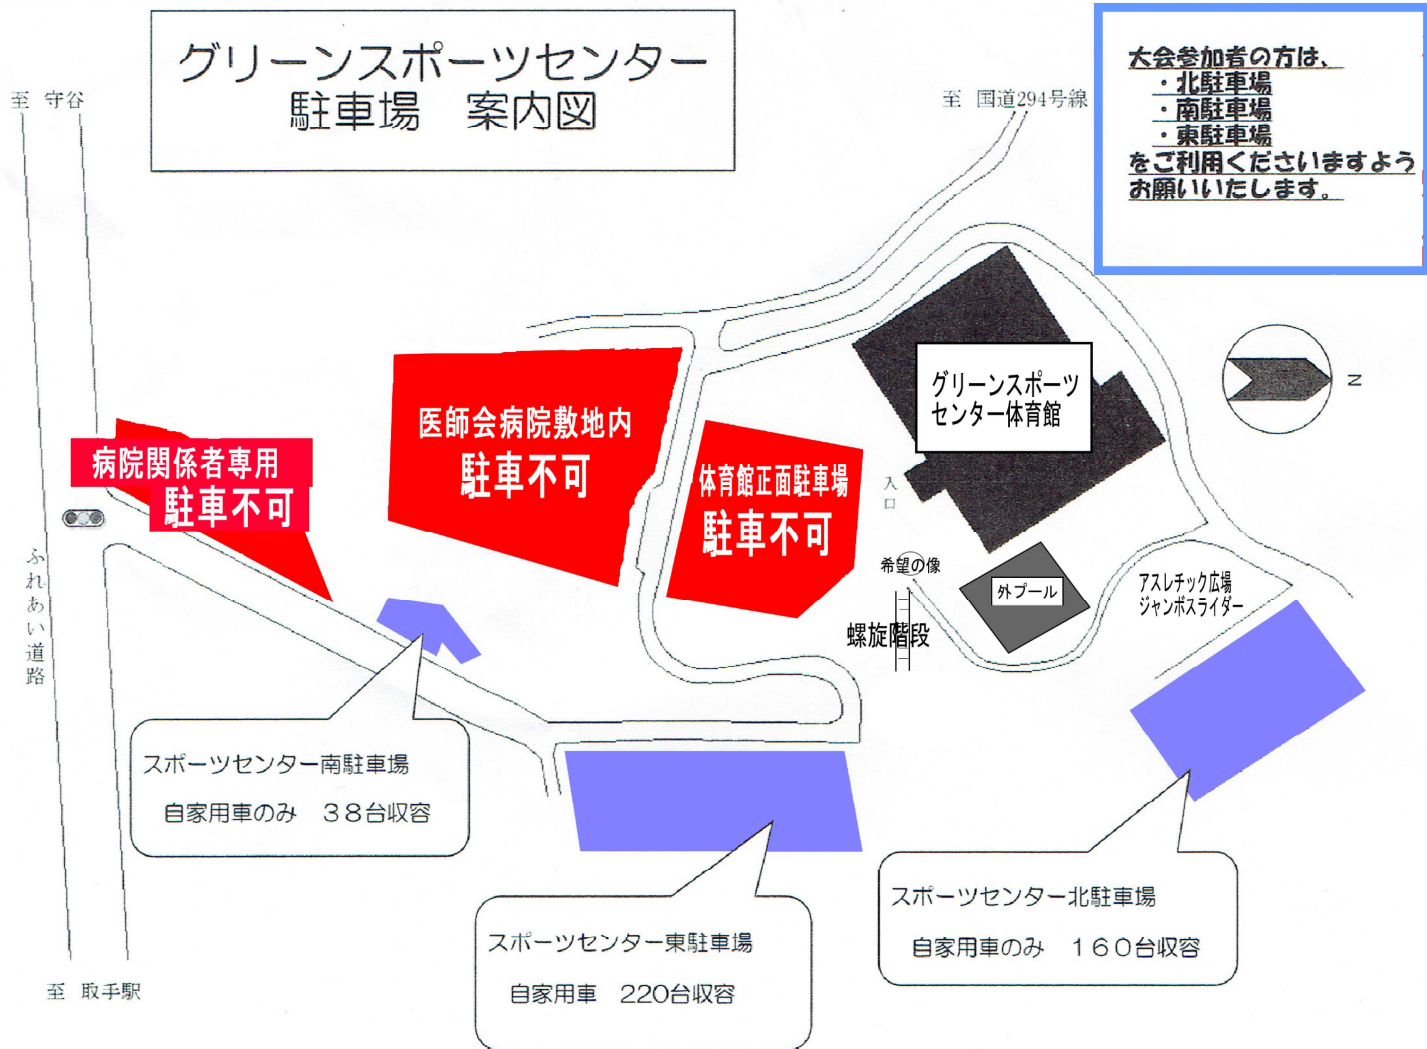 グリーンスポーツセンター
駐車場　案内図
大会参加者の方は、
・北駐車場
・南駐車場
・東駐車場
をご利用くださいますよう
お願いいたします。
至 守谷
至 国道294号線
N
グリーンスポーツ
センター体育館
医師会病院敷地内
駐車不可
病院関係者専用
駐車不可
体育館正面駐車場
駐車不可
入口
希望の像
外プール
アスレチック広場
ジャンボスライダー
螺旋階段
ふれあい道路
スポーツセンター南駐車場
自家用車のみ　38台収容
スポーツセンター北駐車場
自家用車のみ　160台収容
スポーツセンター東駐車場
自家用車　220台収容
至 取手駅